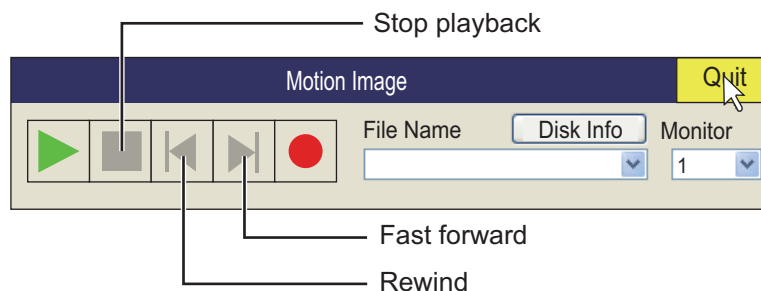 Stop playback
Motion Image
Quit
File Name
Disk Info
Monitor
1
Fast forward
Rewind